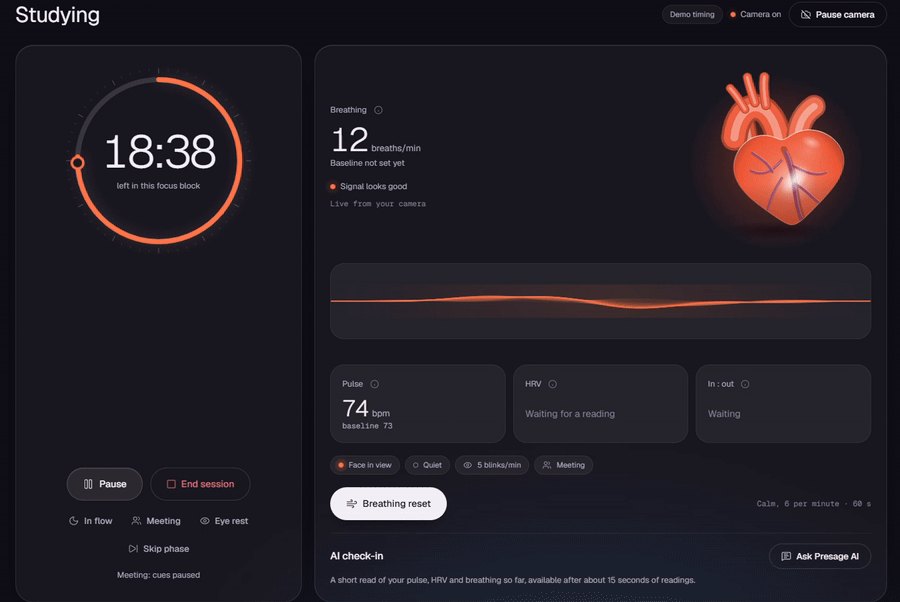 Studying
Demo timing
Camera on
Pause camera
18:38
left in this focus block
Pause
End session
In flow
Meeting
Eye rest
Skip phase
Meeting: cues paused
Breathing
12 breaths/min
Baseline not set yet
Signal looks good
Live from your camera
Pulse
74 bpm
baseline 73
HRV
Waiting for a reading
In : out
Waiting
Face in view
Quiet
5 blinks/min
Meeting
Breathing reset
Calm, 6 per minute · 60 s
AI check-in
Ask Presage AI
A short read of your pulse, HRV and breathing so far, available after about 15 seconds of readings.